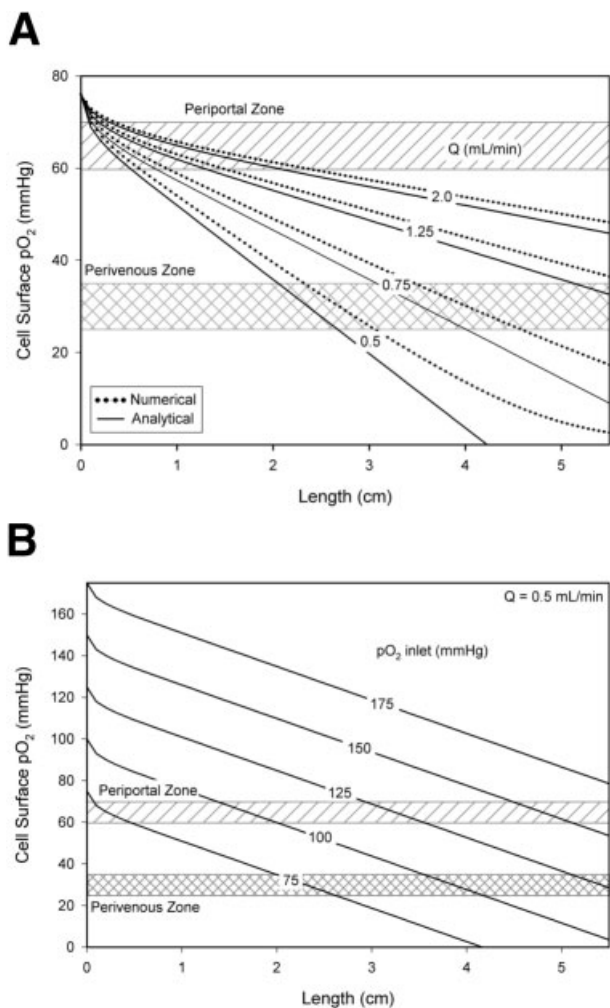 A
80
60
40
20
0
Cell Surface pO₂ (mmHg)
Periportal Zone
Q (mL/min)
2.0
1.25
Perivenous Zone
0.75
0.5
Numerical
Analytical
0 1 2 3 4 5
Length (cm)
B
160
140
120
100
80
60
40
20
0
Cell Surface pO₂ (mmHg)
Q = 0.5 mL/min
pO₂ inlet (mmHg)
175
150
125
Periportal Zone
100
75
Perivenous Zone
0 1 2 3 4 5
Length (cm)